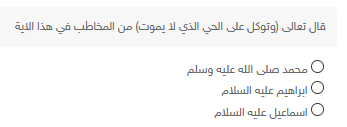 قال تعالى (وتوكل على الحي الذي لا يموت) من المخاطب في هذا الاية
محمد صلى الله عليه وسلم
ابراهيم عليه السلام
اسماعيل عليه السلام